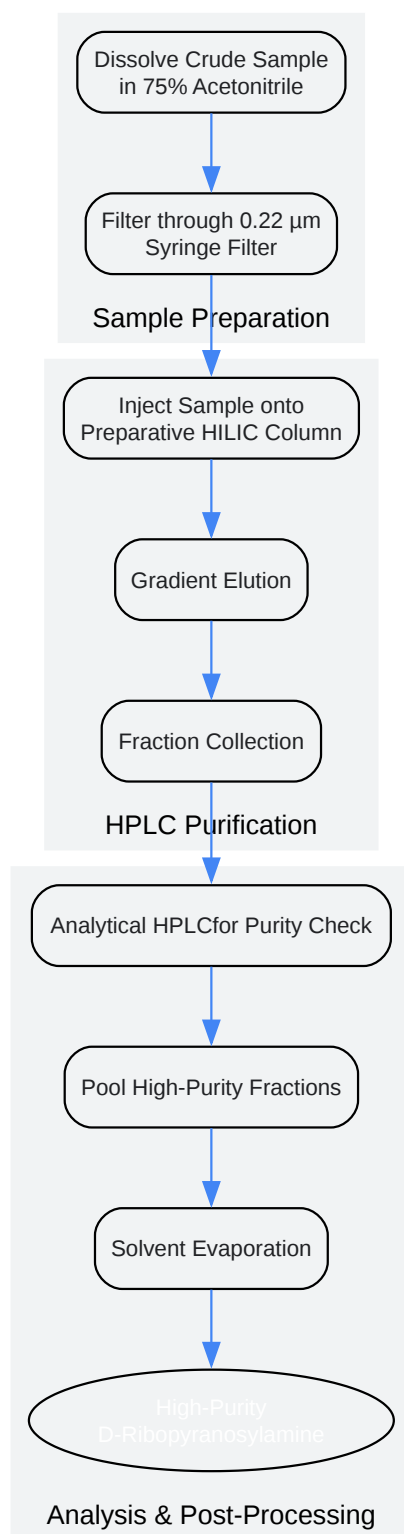 Dissolve Crude Sample
in 75% Acetonitrile
Filter through 0.22 µm
Syringe Filter
Sample Preparation
Inject Sample onto
Preparative HILIC Column
Gradient Elution
Fraction Collection
HPLC Purification
Analytical HPLCfor Purity Check
Pool High-Purity Fractions
Solvent Evaporation
High-Purity
D-Ribopyranosylamine
Analysis & Post-Processing